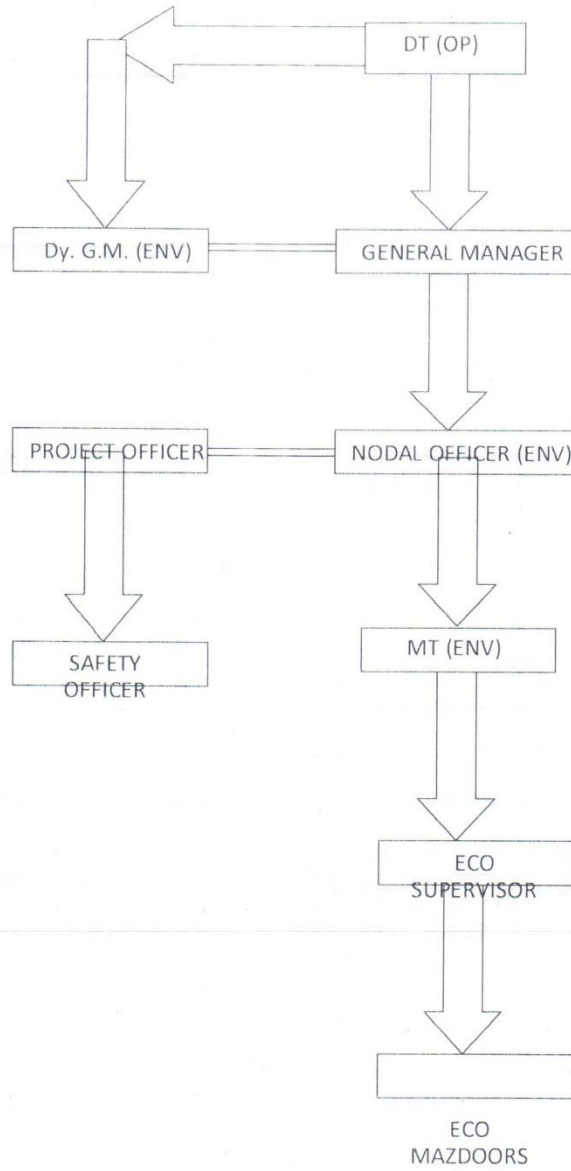 DT (OP)
Dy. G.M. (ENV)
GENERAL MANAGER
PROJECT OFFICER
NODAL OFFICER (ENV)
SAFETY
OFFICER
MT (ENV)
ECO
SUPERVISOR
ECO
MAZDOORS